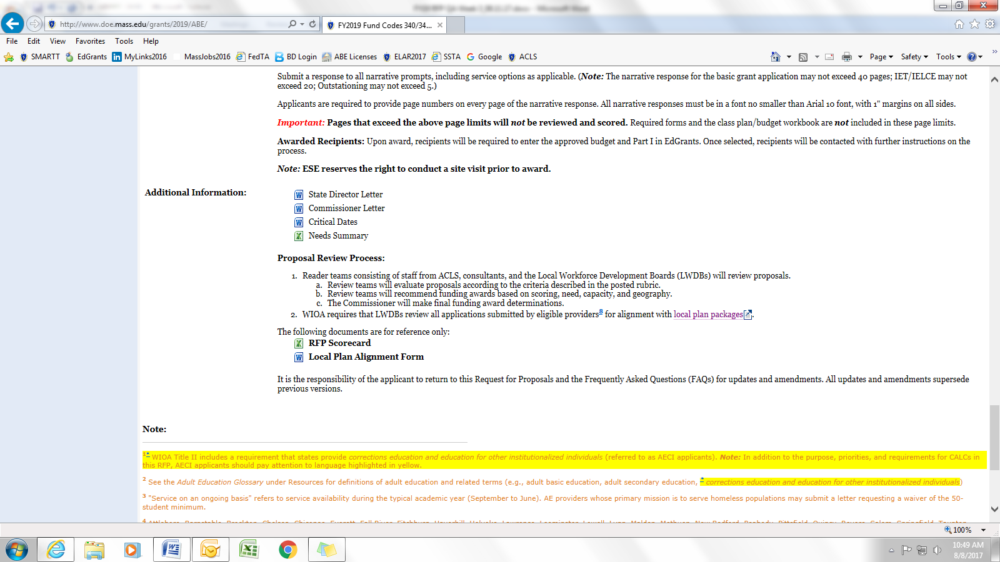 http://www.doe.mass.edu/grants/2019/ABE/
FY2019 Fund Codes 340/34...
File Edit View Favorites Tools Help
SMARTT EdGrants MyLinks2016 MassJobs2016 FedTA BD Login ABE Licenses ELAR2017 SSTA Google ACLS
Page Safety Tools
Submit a response to all narrative prompts, including service options as applicable. (Note: The narrative response for the basic grant application may not exceed 40 pages; IET/IELCE may not
exceed 20; Outstationing may not exceed 5.)
Applicants are required to provide page numbers on every page of the narrative response. All narrative responses must be in a font no smaller than Arial 10 font, with 1" margins on all sides.
Important: Pages that exceed the above page limits will not be reviewed and scored. Required forms and the class plan/budget workbook are not included in these page limits.
Awarded Recipients: Upon award, recipients will be required to enter the approved budget and Part I in EdGrants. Once selected, recipients will be contacted with further instructions on the
process.
Note: ESE reserves the right to conduct a site visit prior to award.
Additional Information:
State Director Letter
Commissioner Letter
Critical Dates
Needs Summary
Proposal Review Process:
1. Reader teams consisting of staff from ACLS, consultants, and the Local Workforce Development Boards (LWDBs) will review proposals.
a. Review teams will evaluate proposals according to the criteria described in the posted rubric.
b. Review teams will recommend funding awards based on scoring, need, capacity, and geography.
c. The Commissioner will make final funding award determinations.
2. WIOA requires that LWDBs review all applications submitted by eligible providers8 for alignment with local plan packages.
The following documents are for reference only:
RFP Scorecard
Local Plan Alignment Form
It is the responsibility of the applicant to return to this Request for Proposals and the Frequently Asked Questions (FAQs) for updates and amendments. All updates and amendments supersede
previous versions.
Note:
1* WIOA Title II includes a requirement that states provide corrections education and education for other institutionalized individuals (referred to as AECI applicants). Note: In addition to the purpose, priorities, and requirements for CALCs in
this RFP, AECI applicants should pay attention to language highlighted in yellow.
2 See the Adult Education Glossary under Resources for definitions of adult education and related terms (e.g., adult basic education, adult secondary education, * corrections education and education for other institutionalized individuals)
3 "Service on an ongoing basis" refers to service availability during the typical academic year (September to June). AE providers whose primary mission is to serve homeless populations may submit a letter requesting a waiver of the 50-
student minimum.
100%
10:49 AM
8/8/2017